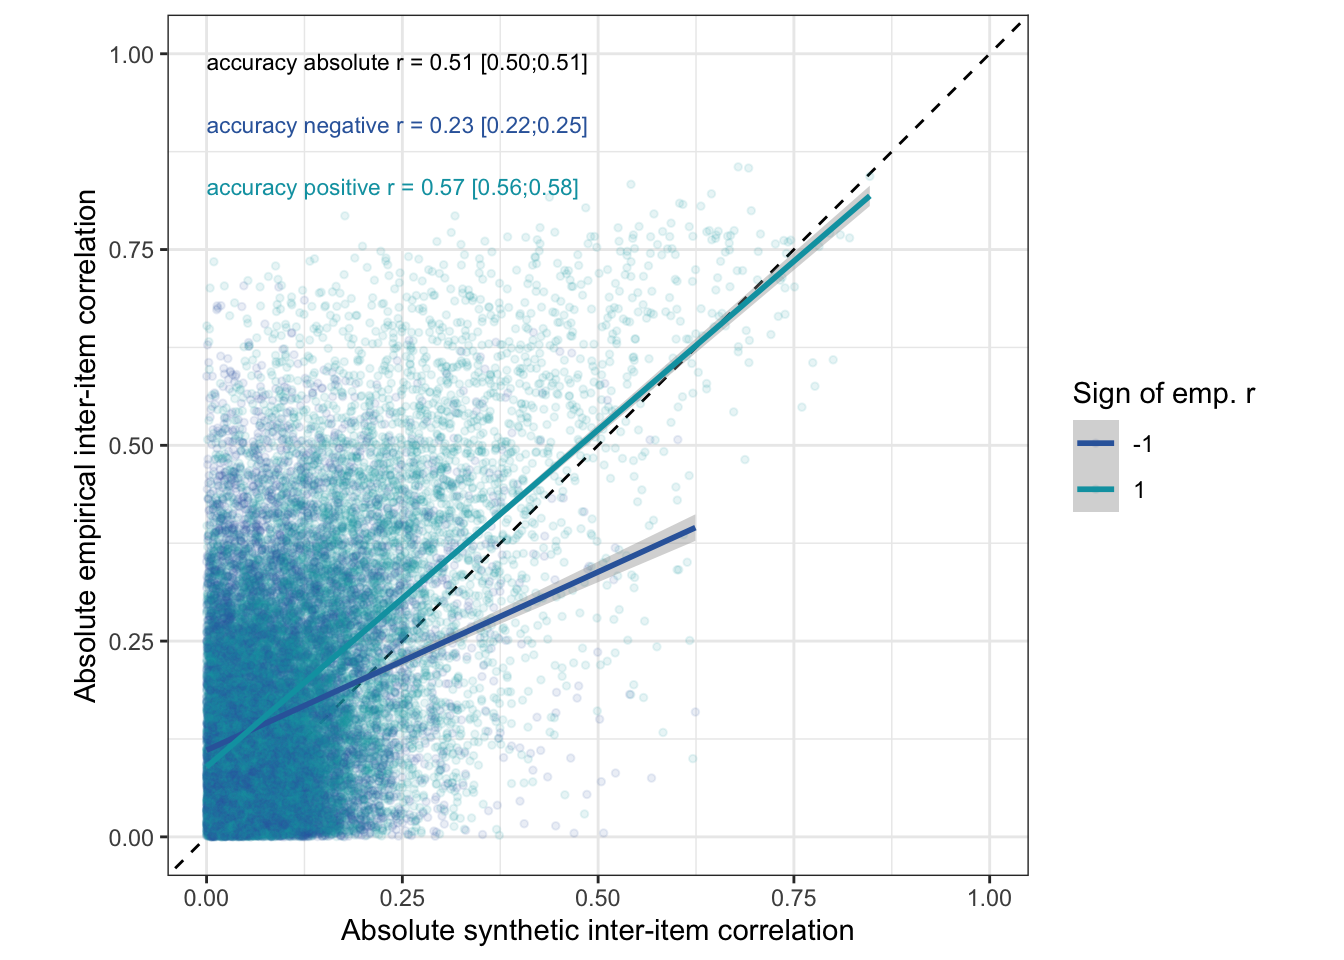 accuracy absolute r = 0.51 [0.50;0.51]
accuracy negative r = 0.23 [0.22;0.25]
accuracy positive r = 0.57 [0.56;0.58]
1.00
0.75
0.50
0.25
0.00
Absolute empirical inter-item correlation
0.00
0.25
0.50
0.75
1.00
Absolute synthetic inter-item correlation
Sign of emp. r
-1
1